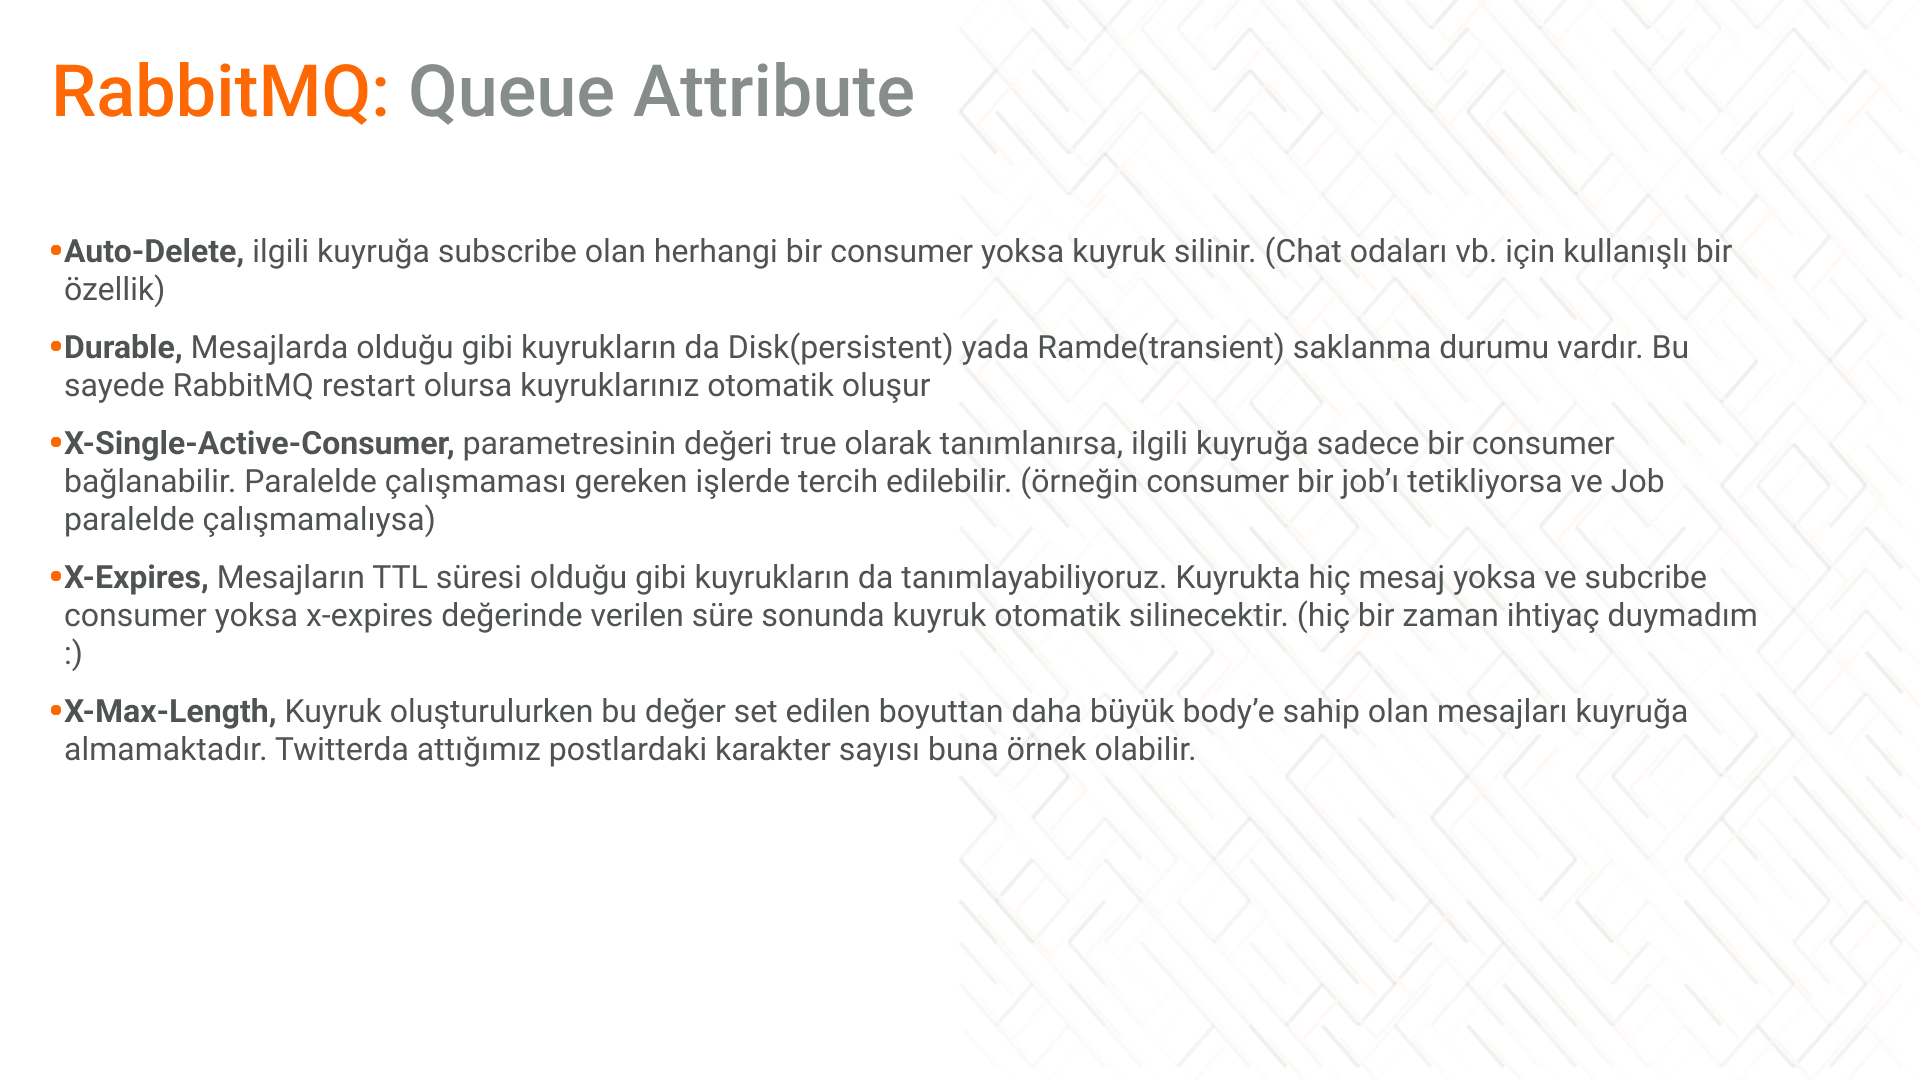 RabbitMQ: Queue Attribute
•Auto-Delete, ilgili kuyruğa subscribe olan herhangi bir consumer yoksa kuyruk silinir. (Chat odaları vb. için kullanışlı bir
özellik)
•Durable, Mesajlarda olduğu gibi kuyrukların da Disk(persistent) yada Ramde(transient) saklanma durumu vardır. Bu
sayede RabbitMQ restart olursa kuyruklarınız otomatik oluşur
•X-Single-Active-Consumer, parametresinin değeri true olarak tanımlanırsa, ilgili kuyruğa sadece bir consumer
bağlanabilir. Paralelde çalışmaması gereken işlerde tercih edilebilir. (örneğin consumer bir job’ı tetikliyorsa ve Job
paralelde çalışmamalıysa)
•X-Expires, Mesajların TTL süresi olduğu gibi kuyrukların da tanımlayabiliyoruz. Kuyrukta hiç mesaj yoksa ve subcribe
consumer yoksa x-expires değerinde verilen süre sonunda kuyruk otomatik silinecektir. (hiç bir zaman ihtiyaç duymadım
:)
•X-Max-Length, Kuyruk oluşturulurken bu değer set edilen boyuttan daha büyük body’e sahip olan mesajları kuyruğa
almamaktadır. Twitterda attığımız postlardaki karakter sayısı buna örnek olabilir.